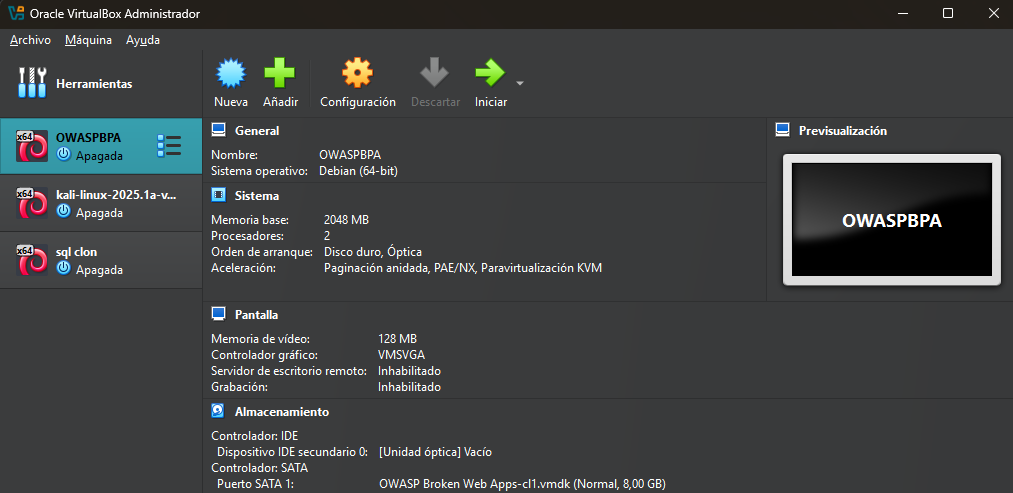 Oracle VirtualBox Administrador
Archivo Máquina Ayuda
Herramientas
Nueva Añadir Configuración Descartar Iniciar
x64 OWASPBPA
Apagada
x64 kali-linux-2025.1a-v...
Apagada
x64 sql clon
Apagada
General
Nombre: OWASPBPA
Sistema operativo: Debian (64-bit)
Sistema
Memoria base: 2048 MB
Procesadores: 2
Orden de arranque: Disco duro, Óptica
Aceleración: Paginación anidada, PAE/NX, Paravirtualización KVM
Previsualización
OWASPBPA
Pantalla
Memoria de vídeo: 128 MB
Controlador gráfico: VMSVGA
Servidor de escritorio remoto: Inhabilitado
Grabación: Inhabilitado
Almacenamiento
Controlador: IDE
Dispositivo IDE secundario 0: [Unidad óptica] Vacío
Controlador: SATA
Puerto SATA 1: OWASP Broken Web Apps-cl1.vmdk (Normal, 8,00 GB)